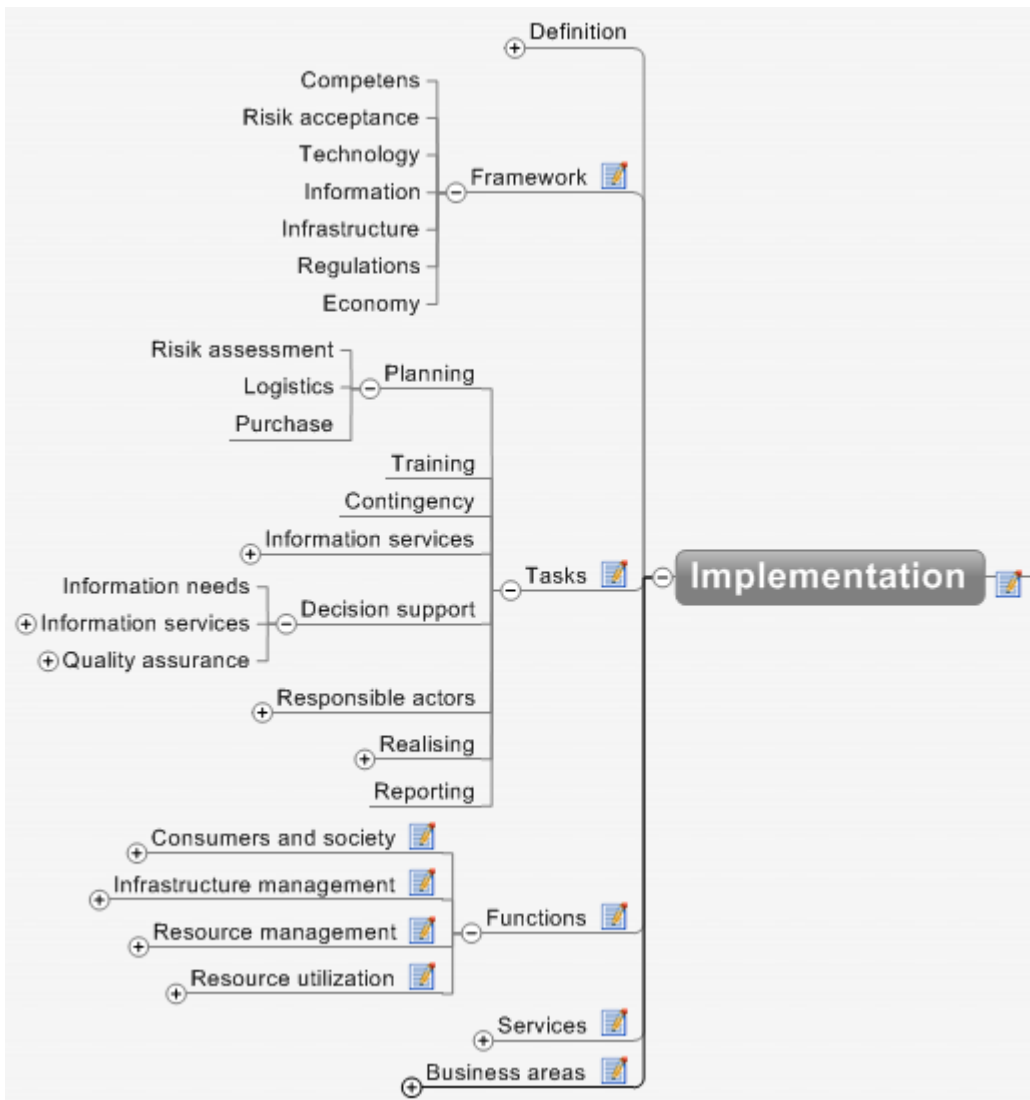 Definition
Competens
Risik acceptance
Technology
Framework
Information
Infrastructure
Regulations
Economy
Risik assessment
Planning
Logistics
Purchase
Training
Contingency
Information services
Tasks
Implementation
Information needs
Decision support
Information services
Quality assurance
Responsible actors
Realising
Reporting
Consumers and society
Infrastructure management
Functions
Resource management
Resource utilization
Services
Business areas